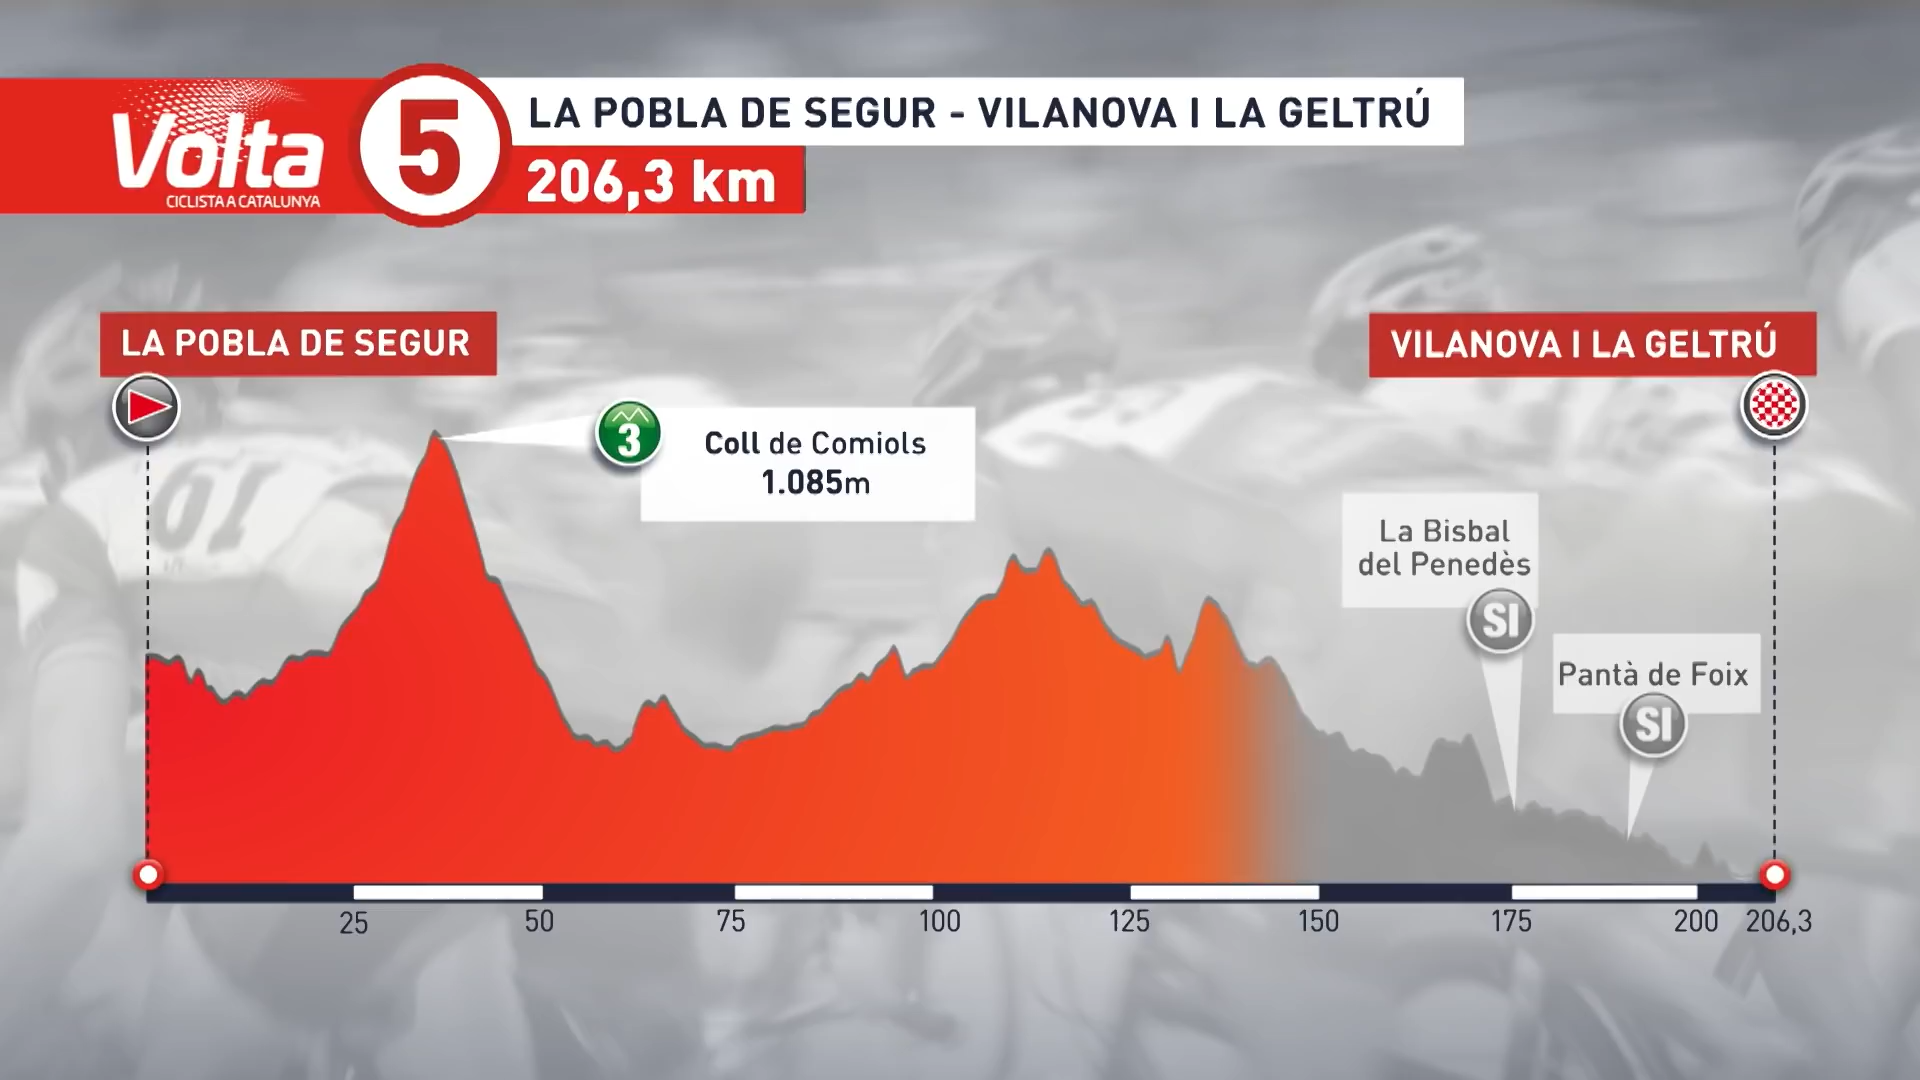 Volta
CICLISTA A CATALUNYA
5
LA POBLA DE SEGUR - VILANOVA I LA GELTRÚ
206,3 km
LA POBLA DE SEGUR
VILANOVA I LA GELTRÚ
3
Coll de Comiols
1.085m
61
La Bisbal
del Penedès
SI
Pantà de Foix
SI
25 50 75 100 125 150 175 200 206,3